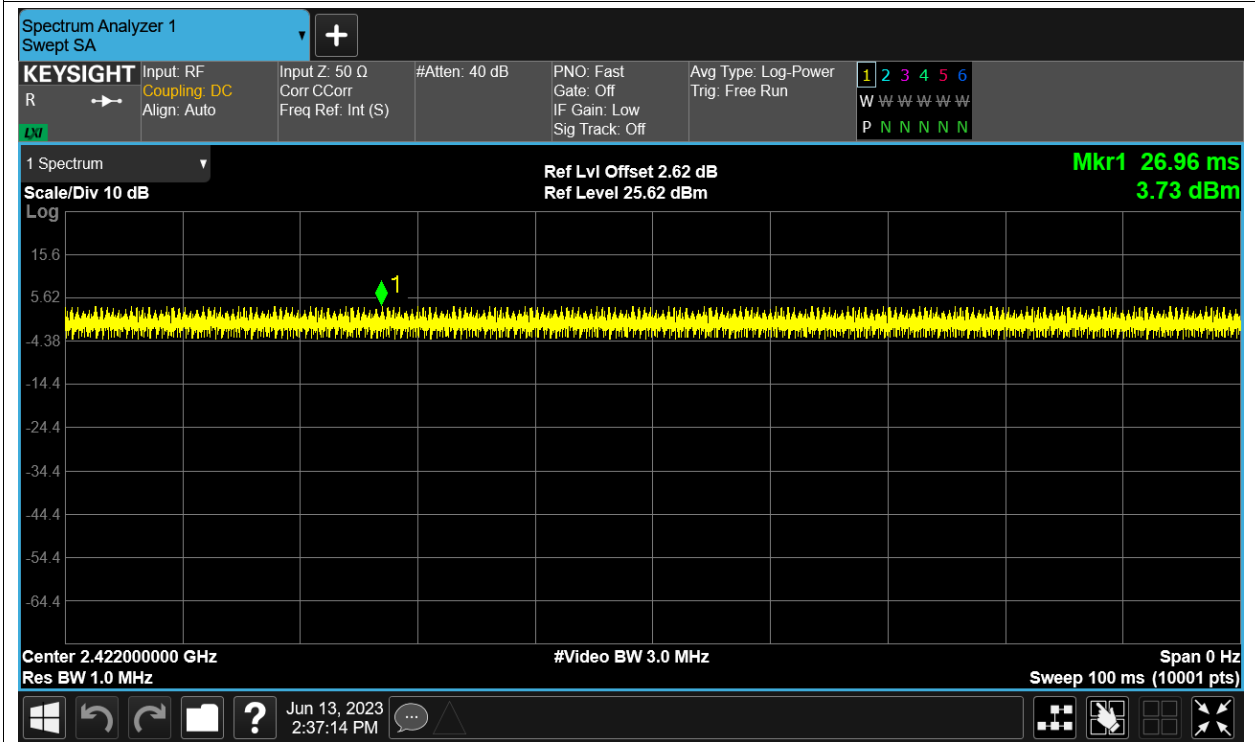 Spectrum Analyzer 1
Swept SA
▼
+
KEYSIGHT
R
LXI
Input: RF
Coupling: DC
Align: Auto
Input Z: 50 Ω
Corr CCorr
Freq Ref: Int (S)
#Atten: 40 dB
PNO: Fast
Gate: Off
IF Gain: Low
Sig Track: Off
Avg Type: Log-Power
Trig: Free Run
1 2 3 4 5 6
W W W W W W
P N N N N N
1 Spectrum ▼
Scale/Div 10 dB
Log
Ref Lvl Offset 2.62 dB
Ref Level 25.62 dBm
Mkr1 26.96 ms
3.73 dBm
1
15.6
5.62
-4.38
-14.4
-24.4
-34.4
-44.4
-54.4
-64.4
Center 2.422000000 GHz
Res BW 1.0 MHz
#Video BW 3.0 MHz
Span 0 Hz
Sweep 100 ms (10001 pts)
?
Jun 13, 2023
2:37:14 PM